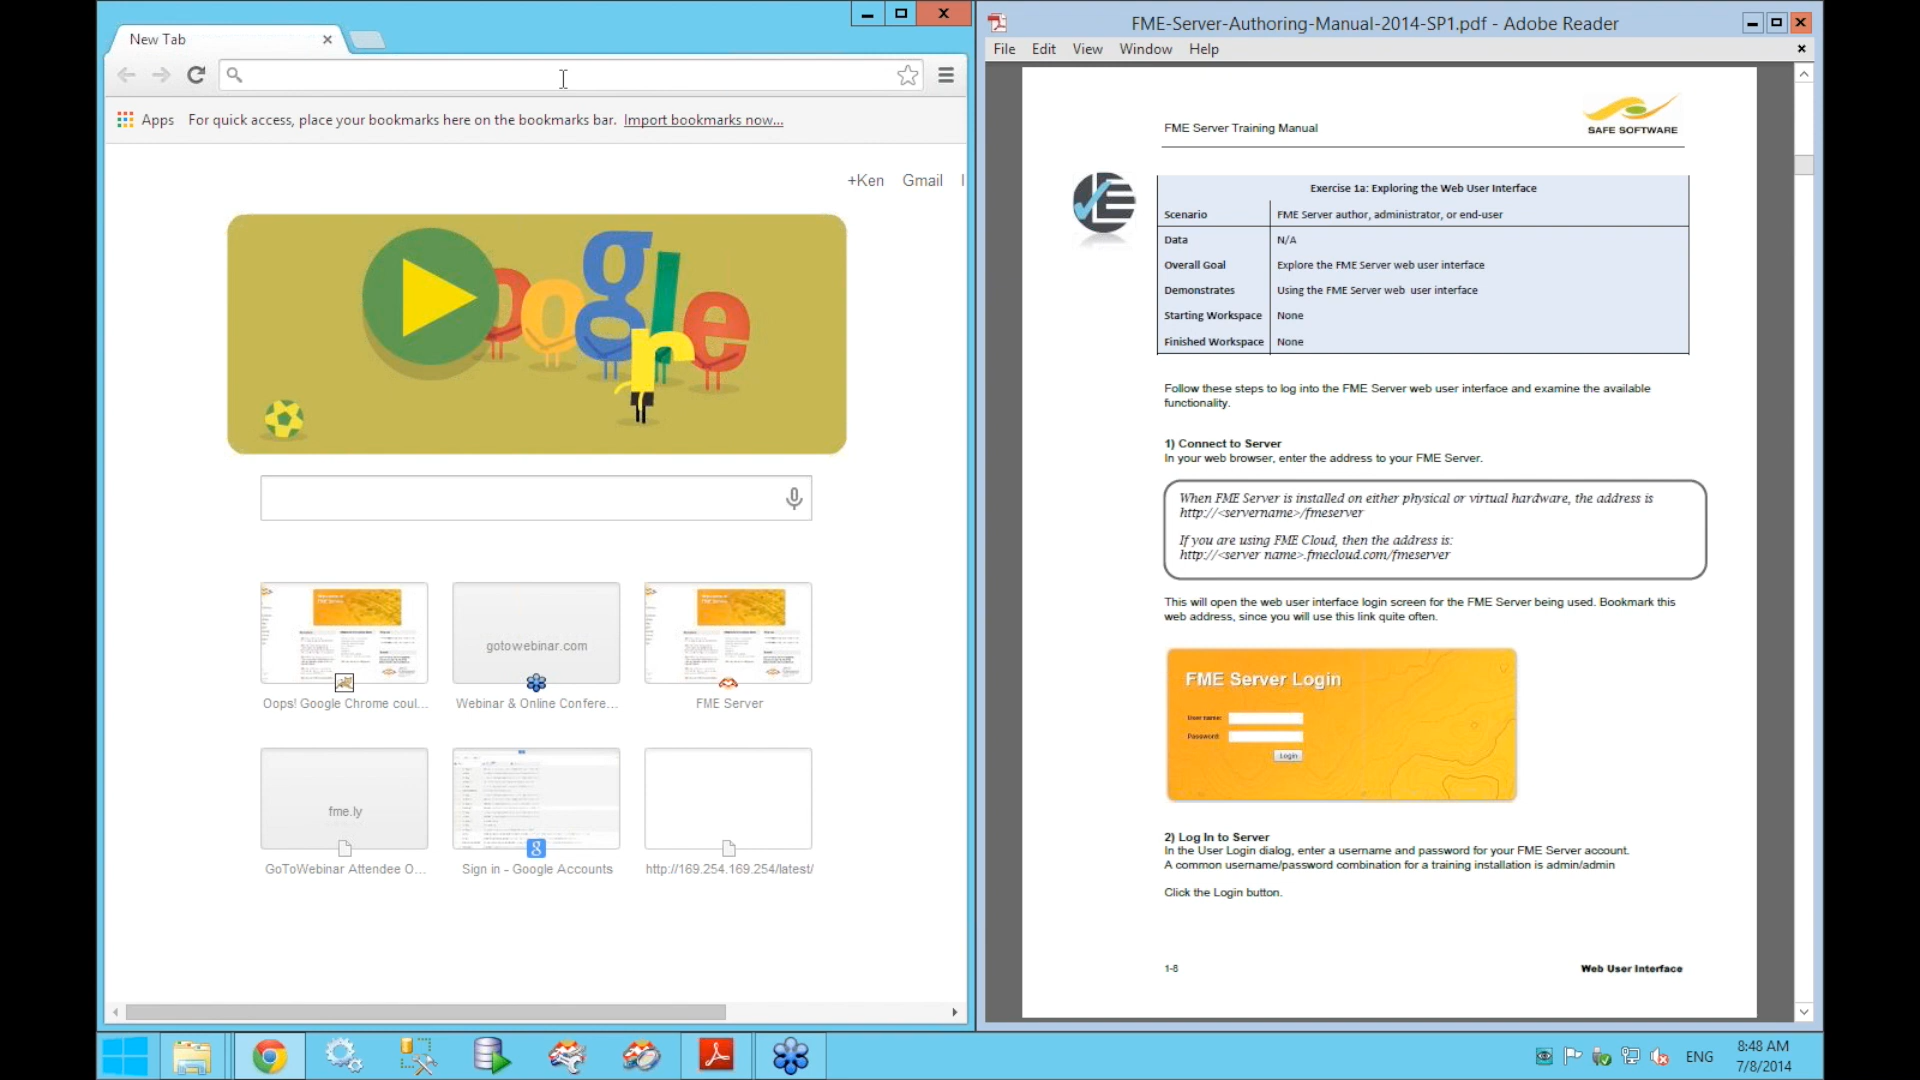 New Tab
Apps For quick access, place your bookmarks here on the bookmarks bar. Import bookmarks now...
+Ken Gmail
Google
Oops! Google Chrome coul...
gotowebinar.com
Webinar & Online Confere...
FME Server
fme.ly
GoToWebinar Attendee O...
Sign in - Google Accounts
http://169.254.169.254/latest/
FME-Server-Authoring-Manual-2014-SP1.pdf - Adobe Reader
File Edit View Window Help
FME Server Training Manual
SAFE SOFTWARE
Exercise 1a: Exploring the Web User Interface
Scenario FME Server author, administrator, or end-user
Data N/A
Overall Goal Explore the FME Server web user interface
Demonstrates Using the FME Server web user interface
Starting Workspace None
Finished Workspace None
Follow these steps to log into the FME Server web user interface and examine the available
functionality.
1) Connect to Server
In your web browser, enter the address to your FME Server.
When FME Server is installed on either physical or virtual hardware, the address is
http://<servername>/fmeserver
If you are using FME Cloud, then the address is:
http://<server name>.fmecloud.com/fmeserver
This will open the web user interface login screen for the FME Server being used. Bookmark this
web address, since you will use this link quite often.
FME Server Login
User name:
Password:
Login
2) Log In to Server
In the User Login dialog, enter a username and password for your FME Server account.
A common username/password combination for a training installation is admin/admin
Click the Login button.
1-8 Web User Interface
ENG
8:48 AM
7/8/2014